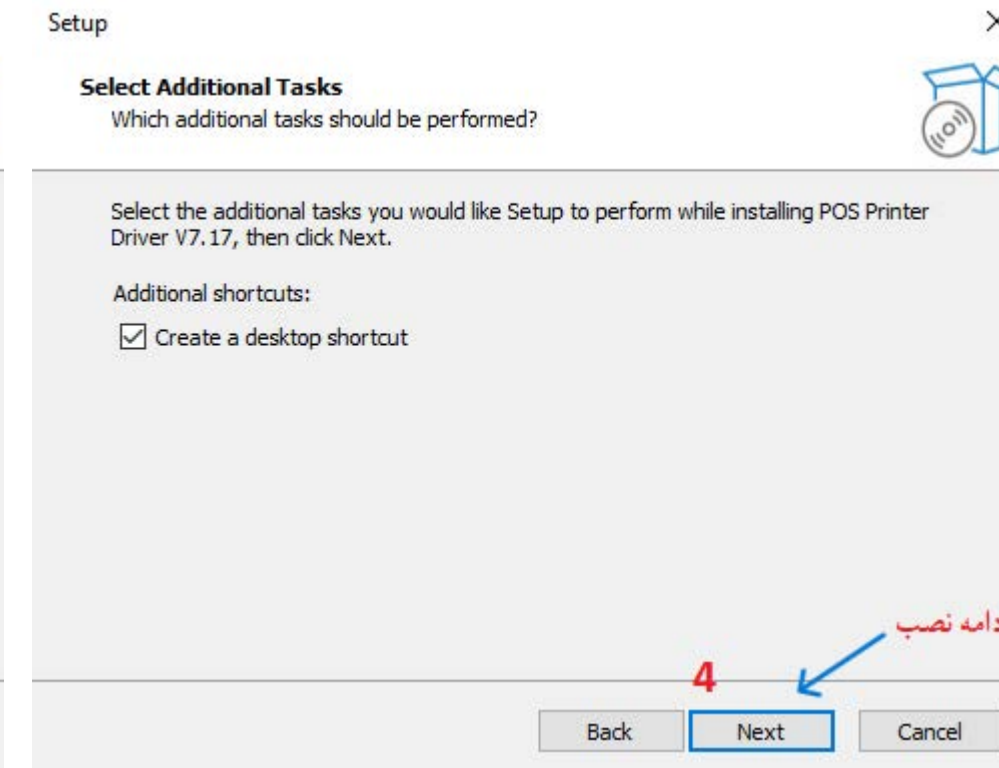 Setup
Select Additional Tasks
Which additional tasks should be performed?
Select the additional tasks you would like Setup to perform while installing POS Printer
Driver V7.17, then click Next.
Additional shortcuts:
Create a desktop shortcut
دامه نصب
4
Back Next Cancel